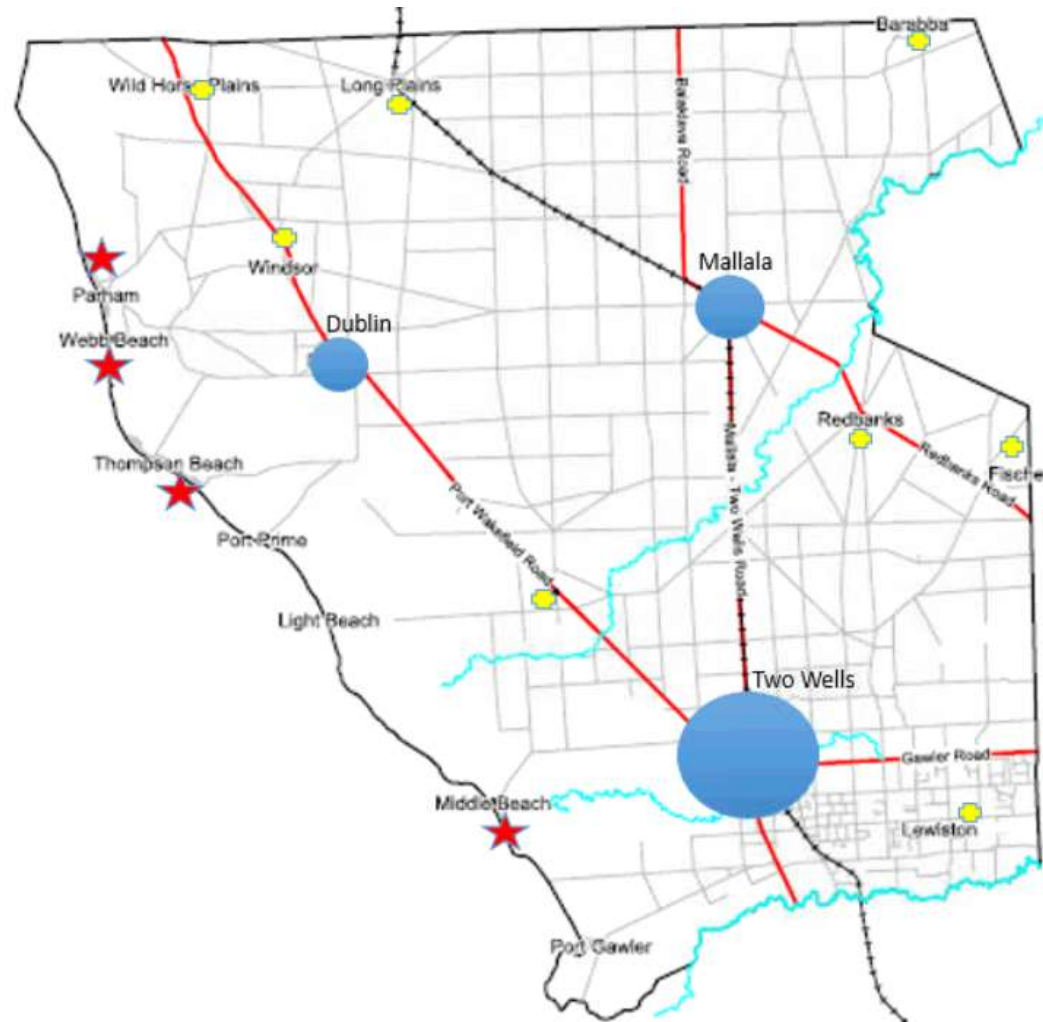 Barabba
Wild Horse Plains
Long Plains
Balaklava Road
Mallala
Windsor
Parham
Dublin
Webb Beach
Redbanks
Thompson Beach
Redbanks Road
Fische
Port Wakefield Road
Mallala - Two Wells Road
Port Prime
Light Beach
Two Wells
Gawler Road
Middle Beach
Lewiston
Port Gawler